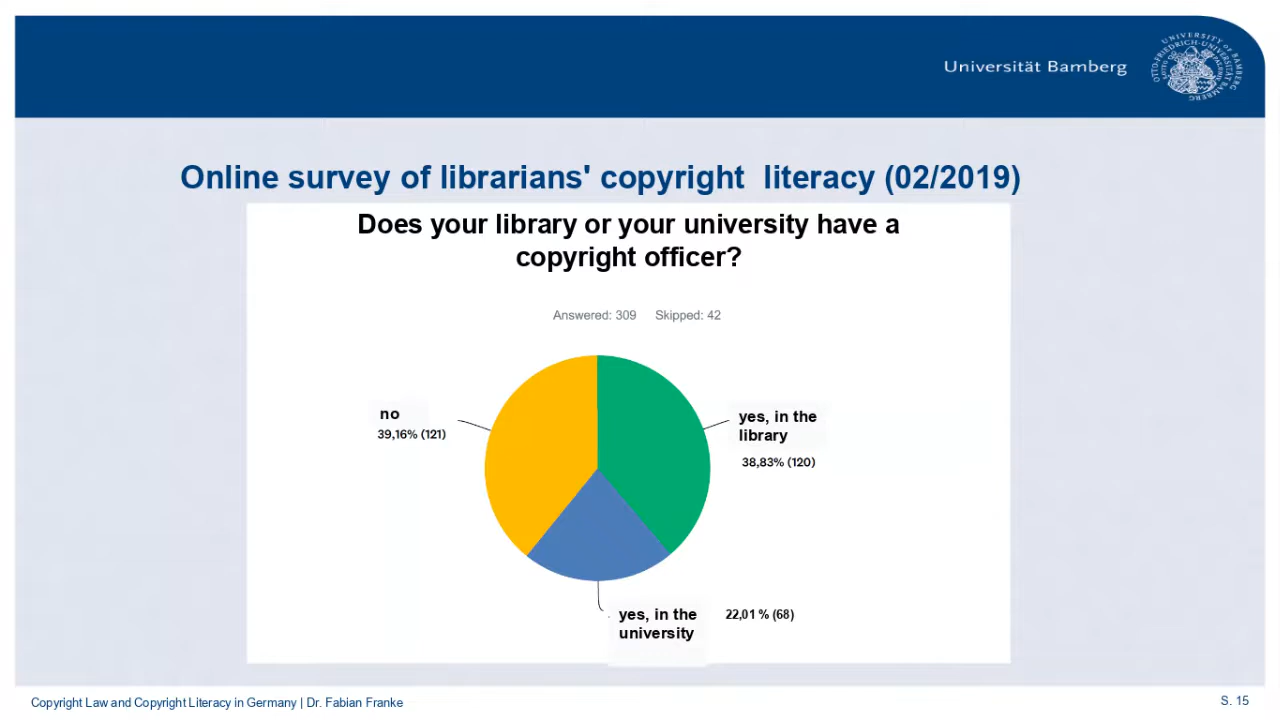 Universität Bamberg
Online survey of librarians' copyright literacy (02/2019)
Does your library or your university have a
copyright officer?
Answered: 309 Skipped: 42
no
39,16% (121)
yes, in the
library
38,83% (120)
yes, in the
university
22,01 % (68)
Copyright Law and Copyright Literacy in Germany | Dr. Fabian Franke
S. 15